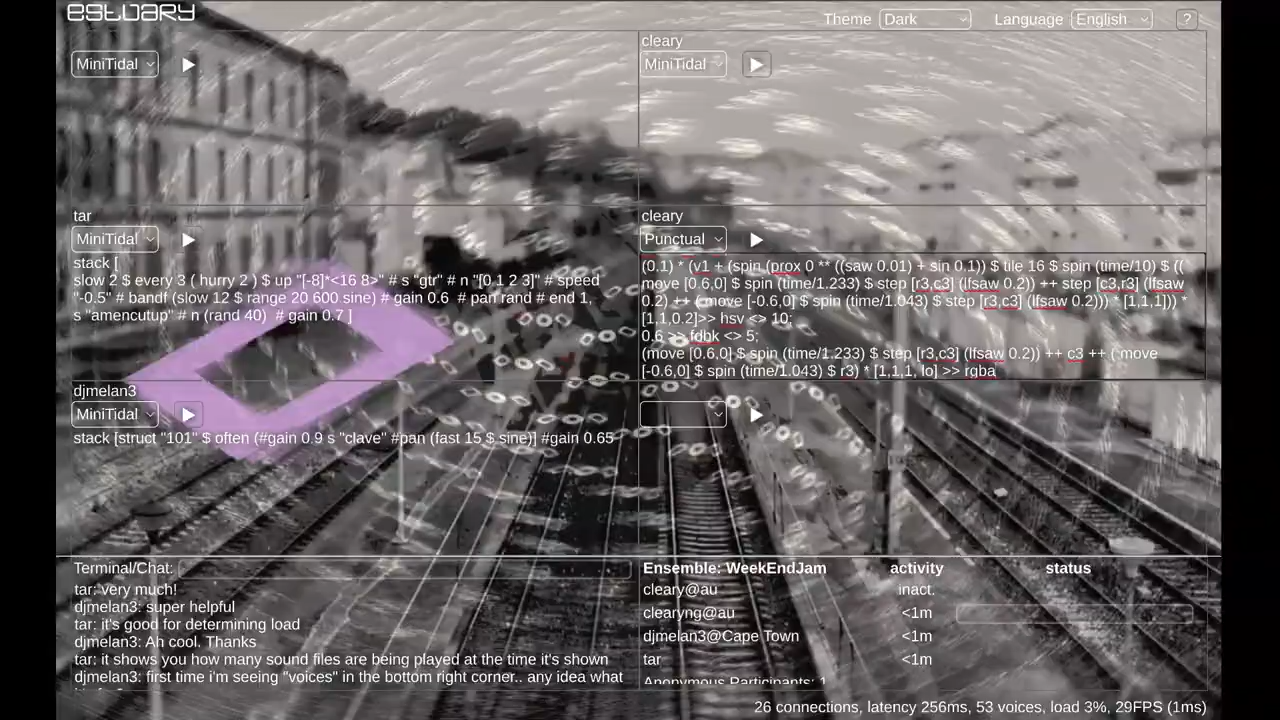 estuary
Theme Dark Language English ?
MiniTidal
cleary
MiniTidal
tar
MiniTidal
stack [
slow 2 $ every 3 ( hurry 2 ) $ up "[-8]*<16 8>" # s "gtr" # n "[0 1 2 3]" # speed
"-0.5" # bandf (slow 12 $ range 20 600 sine) # gain 0.6 # pan rand # end 1,
s "amencutup" # n (rand 40) # gain 0.7 ]
cleary
Punctual
(0.1) * (v1 + (spin (prox 0 ** ((saw 0.01) + sin 0.1)) $ tile 16 $ spin (time/10) $ ((
move [0.6,0] $ spin (time/1.233) $ step [r3,c3] (lfsaw 0.2)) ++ step [c3,r3] (lfsaw
0.2) ++ ( move [-0.6,0] $ spin (time/1.043) $ step [r3,c3] (lfsaw 0.2))) * [1,1,1])) *
[1,1,0.2]>> hsv <> 10;
0.6 >> fdbk <> 5;
(move [0.6,0] $ spin (time/1.233) $ step [r3,c3] (lfsaw 0.2)) ++ c3 ++ ( move
[-0.6,0] $ spin (time/1.043) $ r3) * [1,1,1, lo] >> rgba
djmelan3
MiniTidal
stack [struct "101" $ often (#gain 0.9 s "clave" #pan (fast 15 $ sine)] #gain 0.65
Terminal/Chat:
tar: very much!
djmelan3: super helpful
tar: it's good for determining load
djmelan3: Ah cool. Thanks
tar: it shows you how many sound files are being played at the time it's shown
djmelan3: first time i'm seeing "voices" in the bottom right corner.. any idea what
Ensemble: WeekEndJam activity status
cleary@au inact.
clearyng@au <1m
djmelan3@Cape Town <1m
tar <1m
Anonymous Participants: 1
26 connections, latency 256ms, 53 voices, load 3%, 29FPS (1ms)